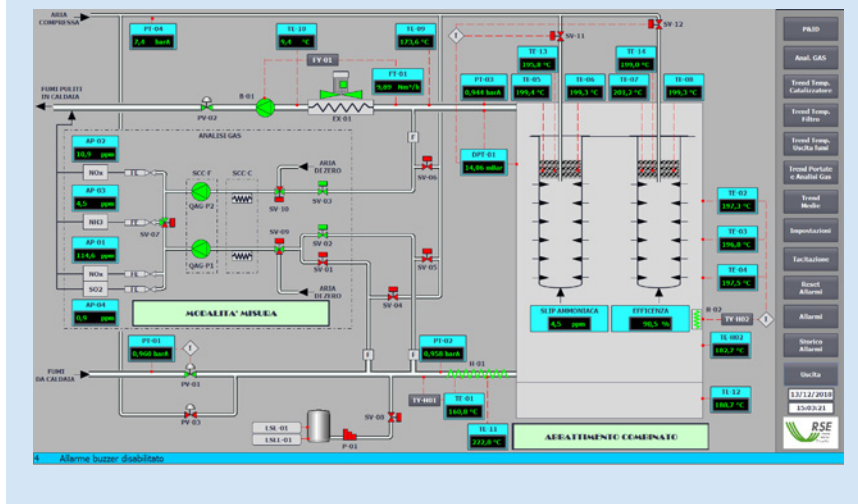 ARIA
COMPRESSA
PT-04
7,4 barA
TE-10
9,4 °C
TE-09
173,6 °C
SV-12
SV-11
P&ID
FY-01
TE-13
195,8 °C
TE-14
199,0 °C
Anal. GAS
FUMI PULITI
IN CALDAIA
B-01
FT-01
9,89 Nm³/h
PT-03
0,944 barA
TE-05
199,4 °C
TE-06
199,3 °C
TE-07
201,2 °C
TE-08
199,3 °C
Trend Temp.
Catalizzatore
PV-02
EX-01
Trend Temp.
Filtro
ANALISI GAS
F
AP-02
10,9 ppm
Trend Temp.
Uscita fumi
NOx
SCC-F
SCC-C
ARIA
DI ZERO
DPT-01
14,06 mBar
Trend Portate
e Analisi Gas
AP-03
4,5 ppm
QAG-P2
SV-10
SV-03
SV-06
TE-02
197,3 °C
Trend
Medie
NH3
SV-07
SV-09
SV-02
TE-03
196,8 °C
Impostazioni
AP-01
114,6 ppm
QAG-P1
SV-01
SV-05
TE-04
197,5 °C
Tacitazione
NOx
SO2
ARIA
DI ZERO
Reset
Allarmi
AP-04
0,9 ppm
MODALITA' MISURA
SV-04
SLIP AMMONIACA
4,5 ppm
EFFICENZA
90,5 %
H-02
TY-H02
Allarmi
PT-01
0,968 barA
PT-02
0,958 barA
TE-H02
182,7 °C
Storico
Allarmi
F
F
H-01
FUMI
DA CALDAIA
PV-01
Uscita
TY-H01
TE-01
160,8 °C
TE-12
180,7 °C
13/12/2018
15:03:21
PV-03
SV-08
LSL-01
LSLL-01
P-01
TE-11
222,8 °C
ABBATTIMENTO COMBINATO
RSE
4 Allarme buzzer disabilitato